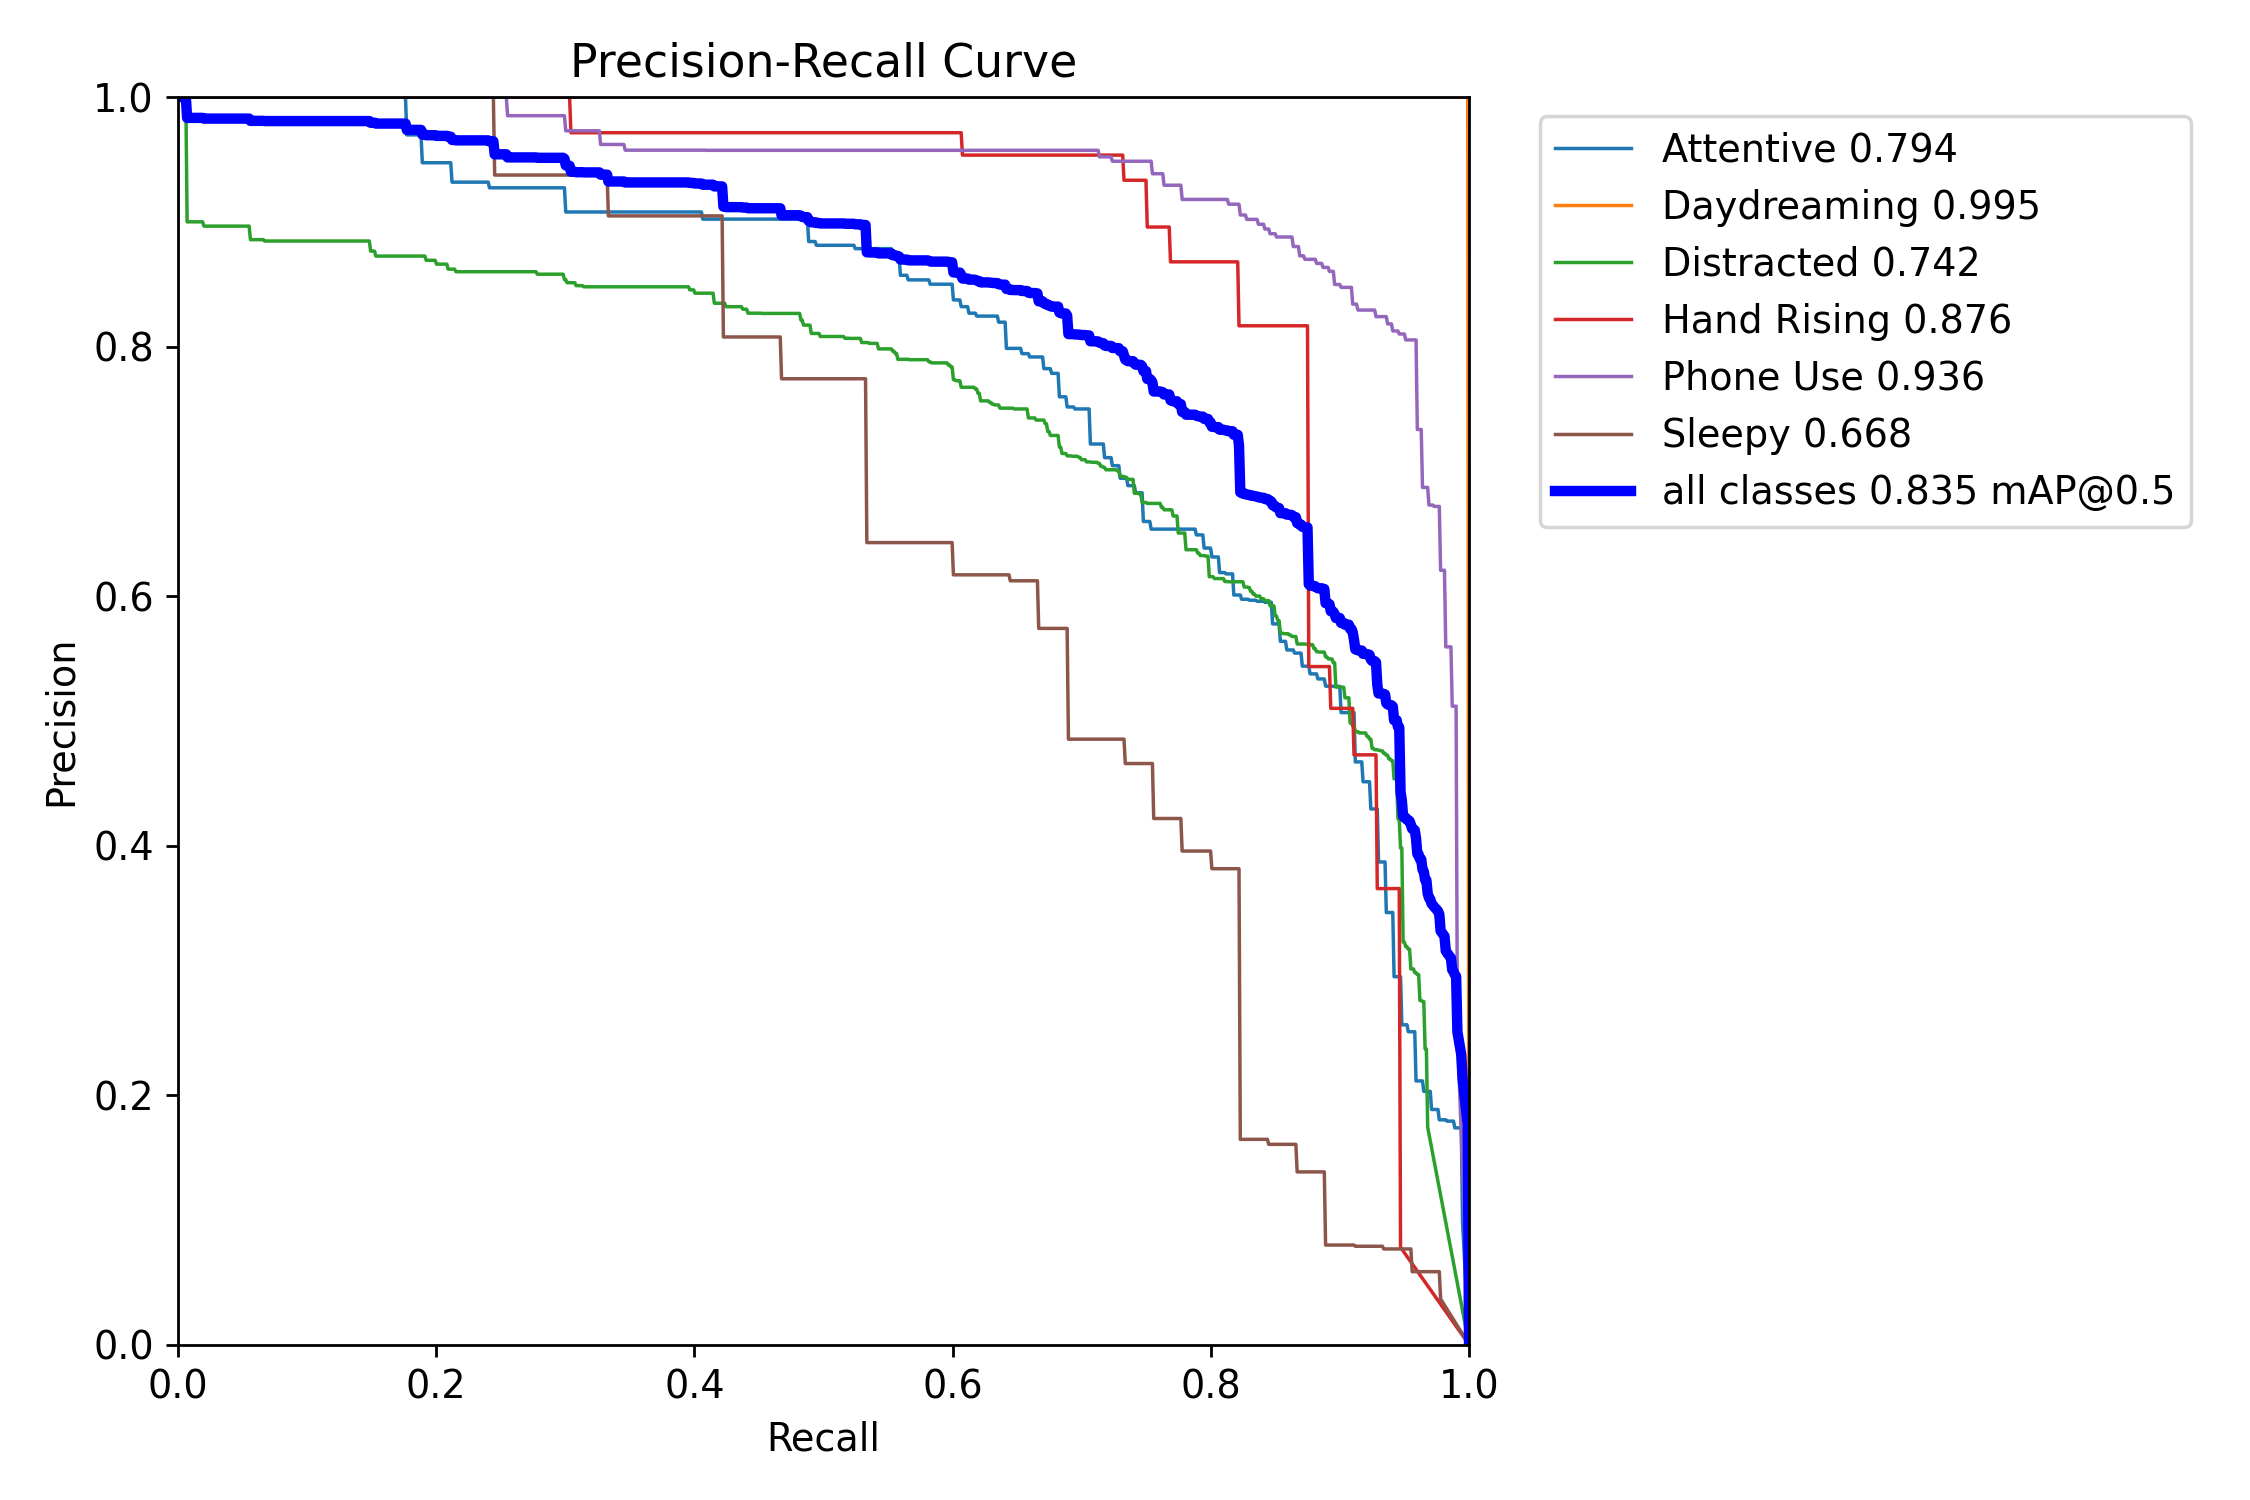 Precision-Recall Curve
1.0
0.8
0.6
0.4
0.2
0.0
Precision
0.0 0.2 0.4 0.6 0.8 1.0
Recall
Attentive 0.794
Daydreaming 0.995
Distracted 0.742
Hand Rising 0.876
Phone Use 0.936
Sleepy 0.668
all classes 0.835 mAP@0.5